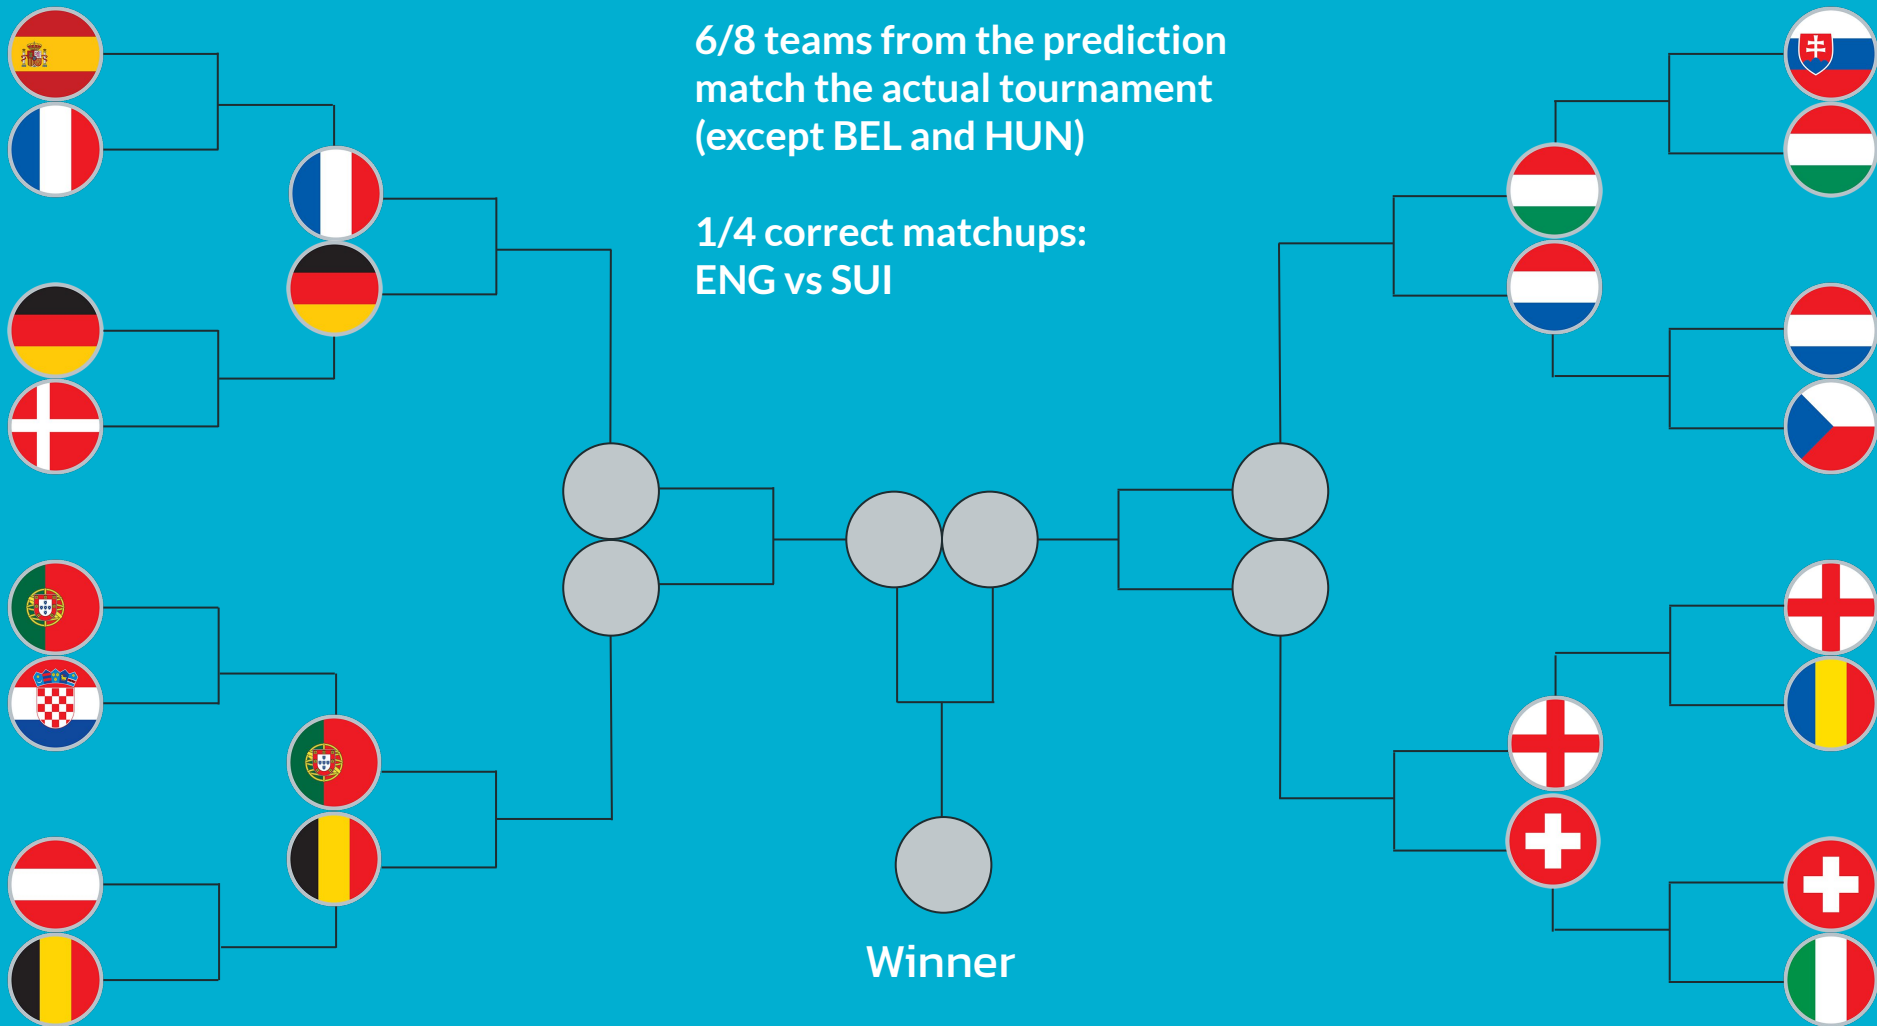 6/8 teams from the prediction
match the actual tournament
(except BEL and HUN)
1/4 correct matchups:
ENG vs SUI
Winner